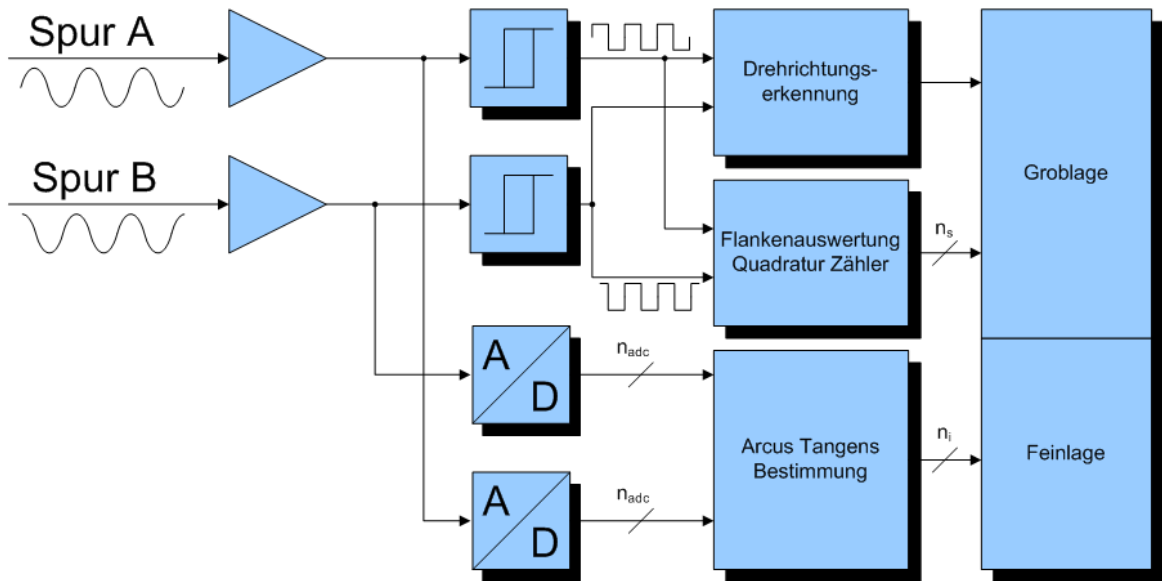 Spur A
Drehrichtungs-
erkennung
Spur B
Groblage
Flankenauswertung
Quadratur Zähler
n_s
A
D
n_adc
Arcus Tangens
Bestimmung
n_i
Feinlage
A
D
n_adc